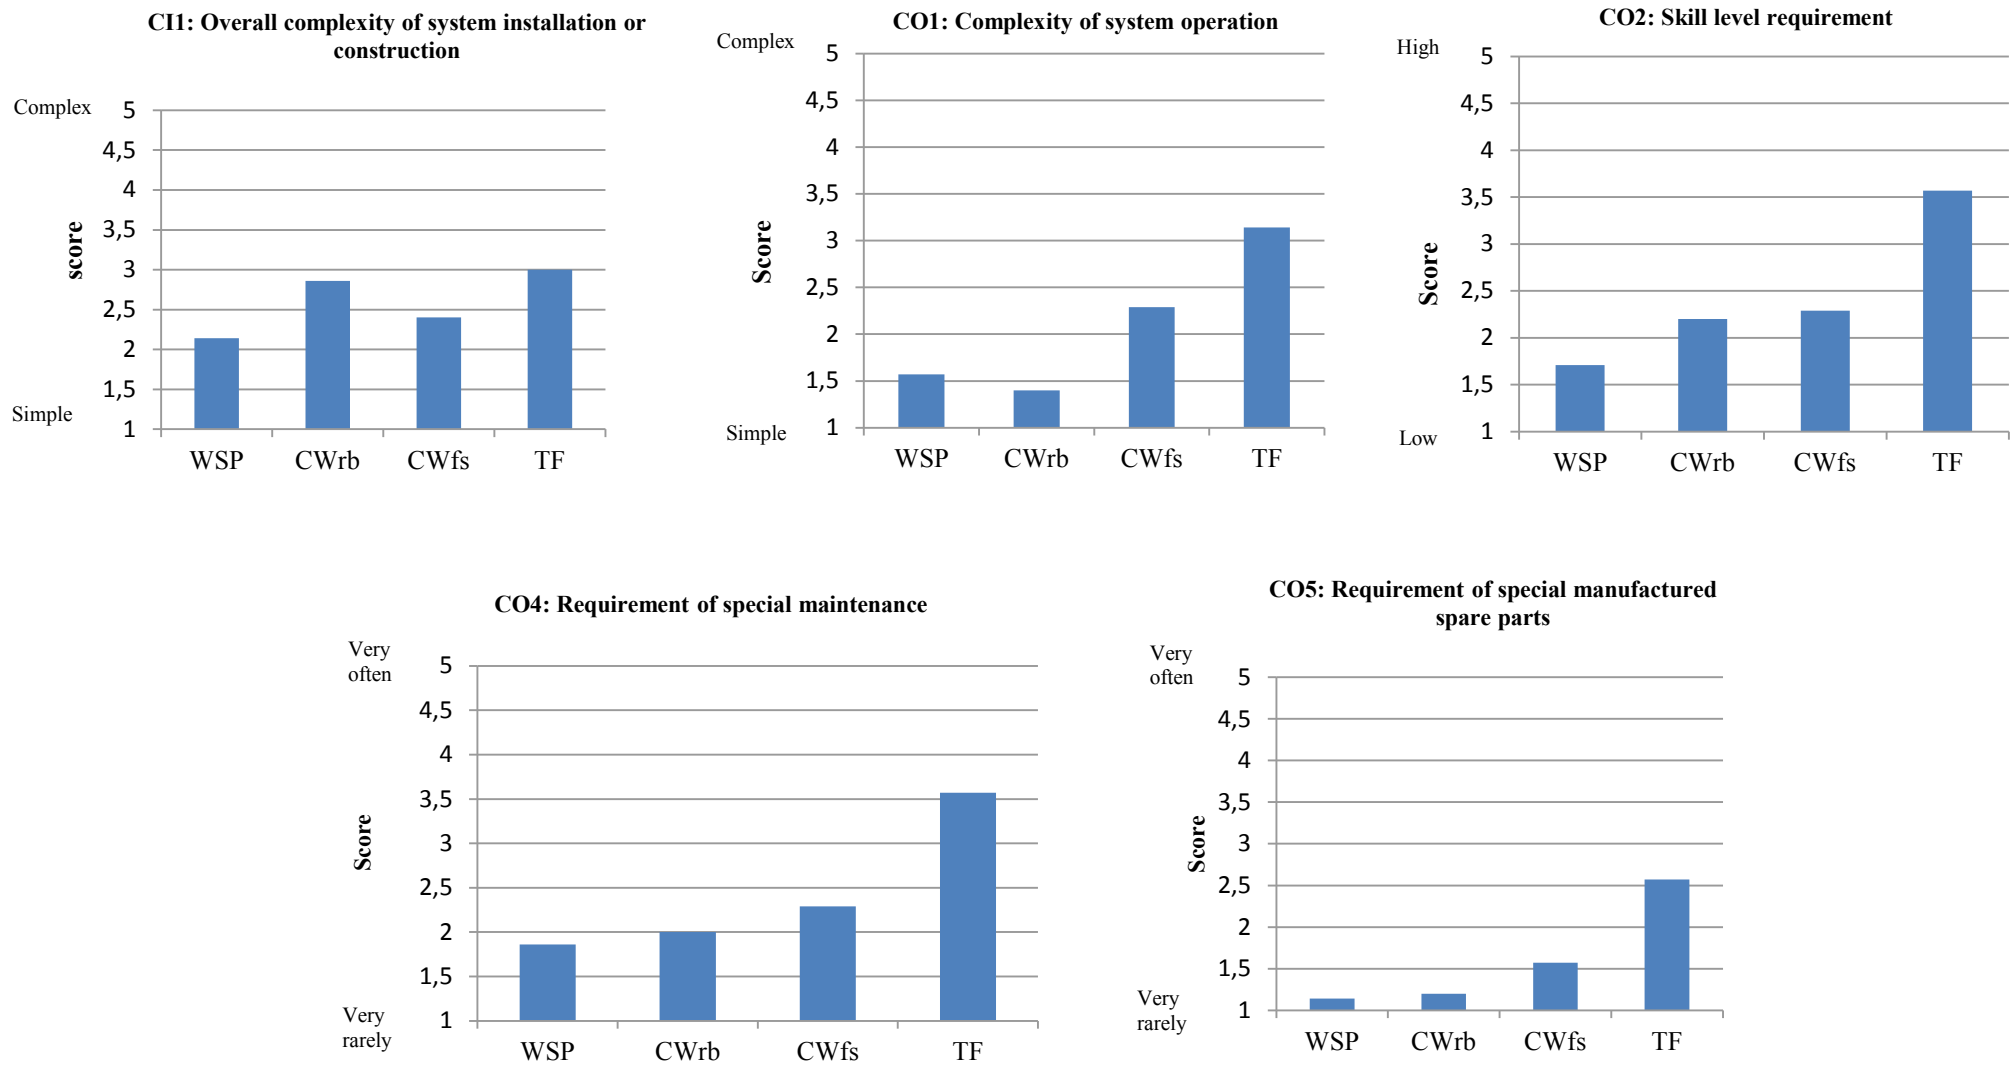 CI1: Overall complexity of system installation or
construction
Complex
5
4,5
4
3,5
3
2,5
2
1,5
1
Simple
score
WSP CWrb CWfs TF
CO1: Complexity of system operation
Complex
5
4,5
4
3,5
3
2,5
2
1,5
1
Simple
Score
WSP CWrb CWfs TF
CO2: Skill level requirement
High
5
4,5
4
3,5
3
2,5
2
1,5
1
Low
Score
WSP CWrb CWfs TF
CO4: Requirement of special maintenance
Very
often
5
4,5
4
3,5
3
2,5
2
1,5
1
Very
rarely
Score
WSP CWrb CWfs TF
CO5: Requirement of special manufactured
spare parts
Very
often
5
4,5
4
3,5
3
2,5
2
1,5
1
Very
rarely
Score
WSP CWrb CWfs TF